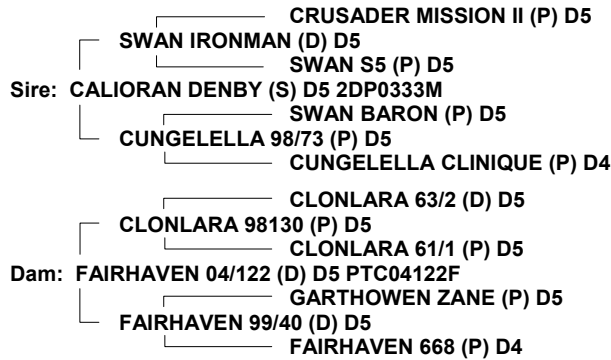 CRUSADER MISSION II (P) D5
SWAN IRONMAN (D) D5
SWAN S5 (P) D5
Sire: CALIORAN DENBY (S) D5 2DP0333M
SWAN BARON (P) D5
CUNGELELLA 98/73 (P) D5
CUNGELELLA CLINIQUE (P) D4
CLONLARA 63/2 (D) D5
CLONLARA 98130 (P) D5
CLONLARA 61/1 (P) D5
Dam: FAIRHAVEN 04/122 (D) D5 PTC04122F
GARTHOWEN ZANE (P) D5
FAIRHAVEN 99/40 (D) D5
FAIRHAVEN 668 (P) D4